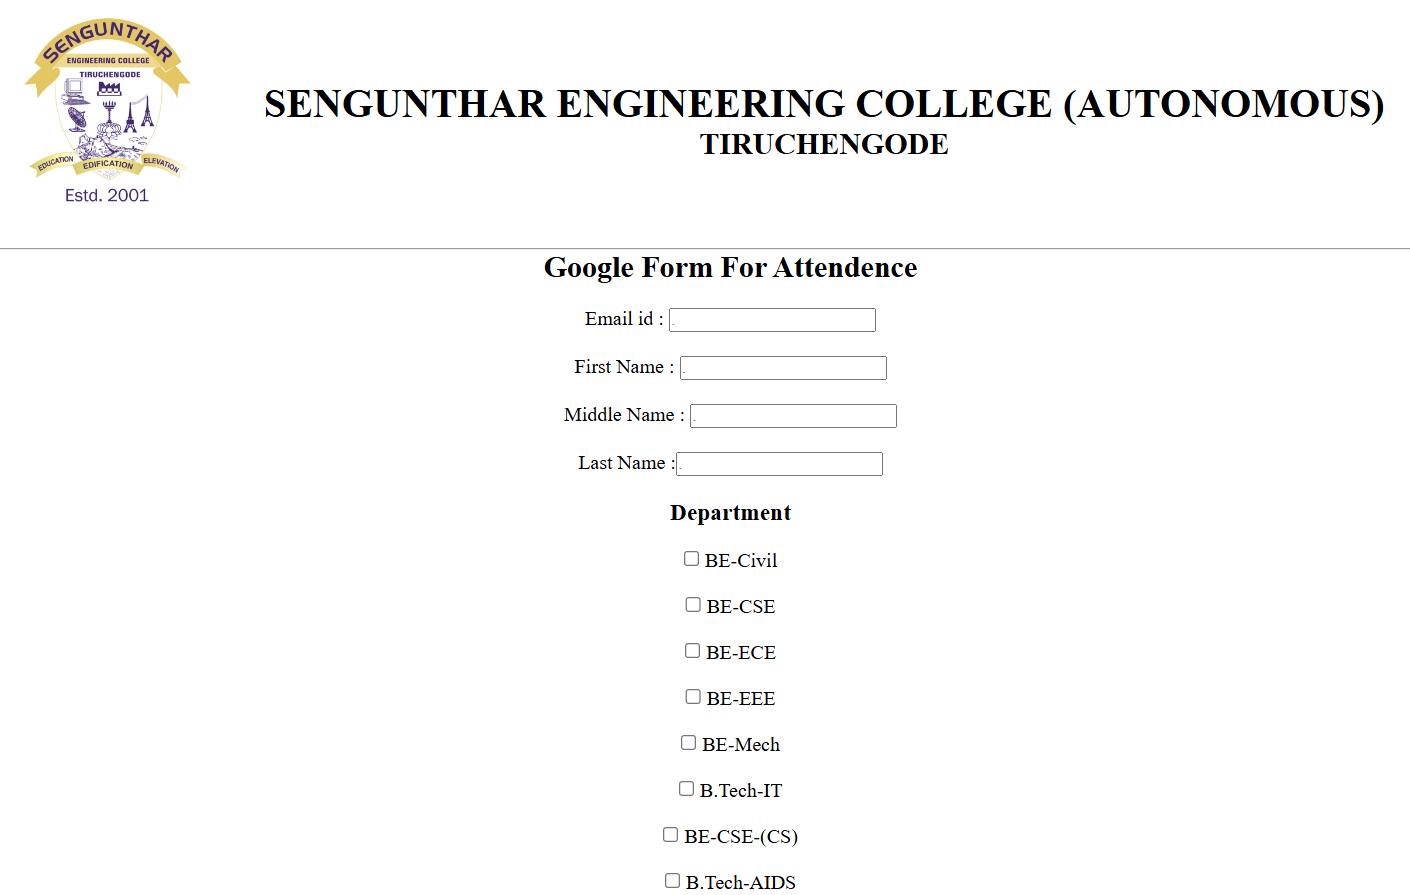 SENGUNTHAR
ENGINEERING COLLEGE
TIRUCHENGODE
EDUCATION EDIFICATION ELEVATION
Estd. 2001
SENGUNTHAR ENGINEERING COLLEGE (AUTONOMOUS)
TIRUCHENGODE
Google Form For Attendence
Email id : .
First Name : .
Middle Name : .
Last Name :.
Department
BE-Civil
BE-CSE
BE-ECE
BE-EEE
BE-Mech
B.Tech-IT
BE-CSE-(CS)
B.Tech-AIDS